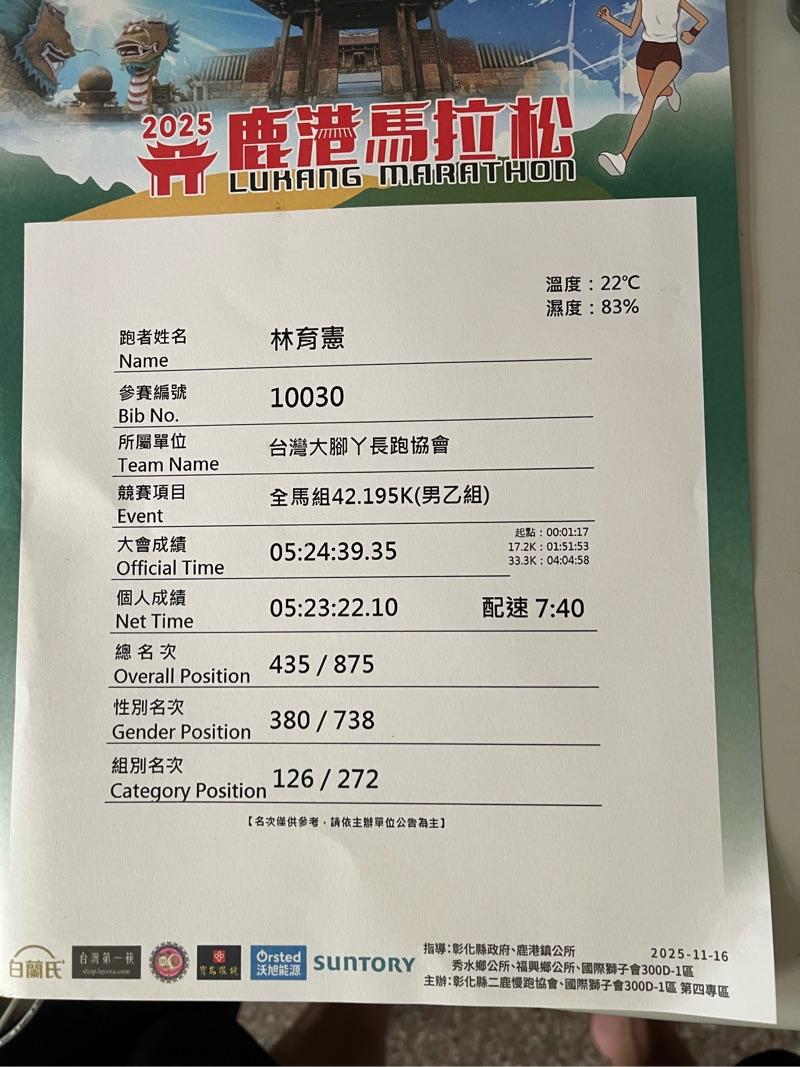 2025 鹿港馬拉松
LUKANG MARATHON
溫度：22℃
濕度：83%
跑者姓名 林育憲
Name
參賽編號 10030
Bib No.
所屬單位 台灣大腳丫長跑協會
Team Name
競賽項目 全馬組42.195K(男乙組)
Event
起點：00:01:17
大會成績 05:24:39.35 17.2K：01:51:53
Official Time 33.3K：04:04:58
個人成績 05:23:22.10 配速 7:40
Net Time
總名次 435 / 875
Overall Position
性別名次 380 / 738
Gender Position
組別名次 126 / 272
Category Position
【名次僅供參考，請依主辦單位公告為主】
白蘭氏
台灣第一筷
shop.layona.com
寶島眼鏡
Ørsted
沃旭能源
SUNTORY
指導：彰化縣政府、鹿港鎮公所 2025-11-16
秀水鄉公所、福興鄉公所、國際獅子會300D-1區
主辦：彰化縣二鹿慢跑協會、國際獅子會300D-1區 第四專區